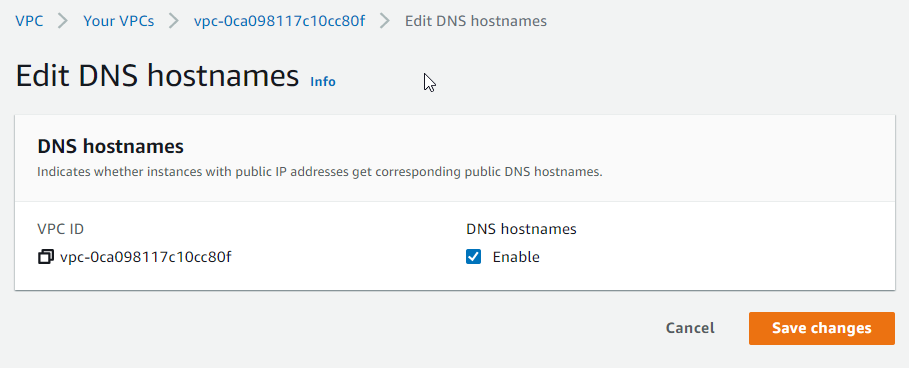 VPC > Your VPCs > vpc-0ca098117c10cc80f > Edit DNS hostnames
Edit DNS hostnames Info
DNS hostnames
Indicates whether instances with public IP addresses get corresponding public DNS hostnames.
VPC ID
vpc-0ca098117c10cc80f
DNS hostnames
Enable
Cancel
Save changes